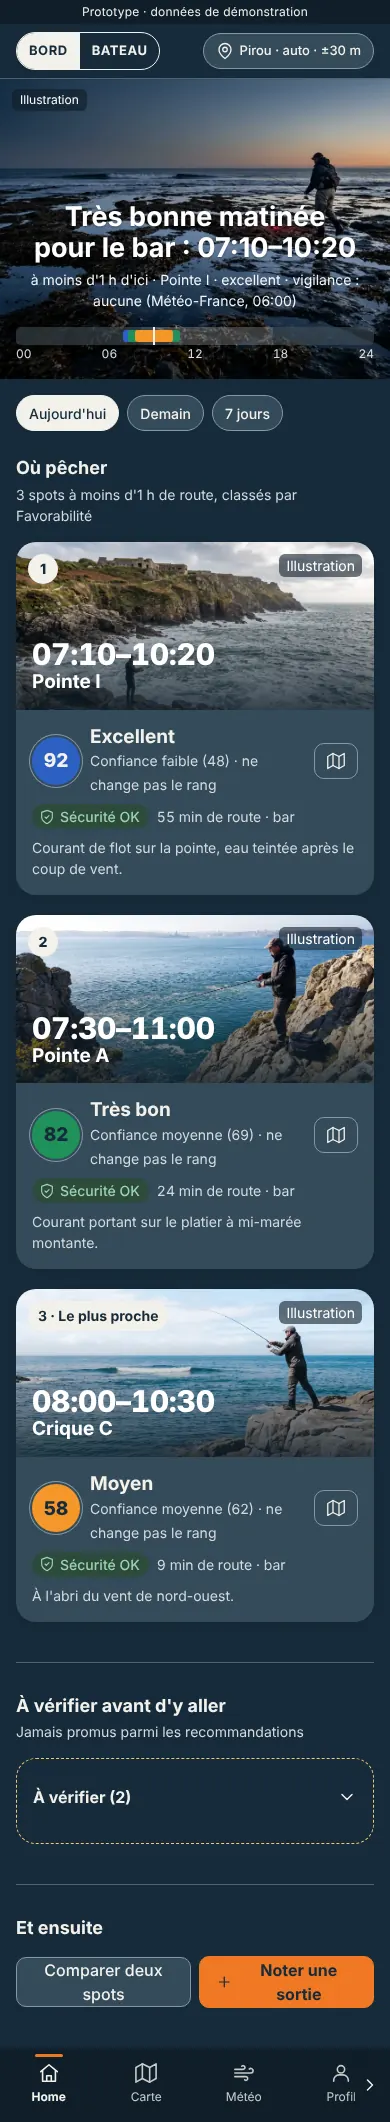 Prototype · données de démonstration
BORD BATEAU Pirou · auto · ±30 m
Illustration
Très bonne matinée
pour le bar : 07:10–10:20
à moins d'1 h d'ici · Pointe I · excellent · vigilance :
aucune (Météo-France, 06:00)
00 06 12 18 24
Aujourd'hui Demain 7 jours
Où pêcher
3 spots à moins d'1 h de route, classés par
Favorabilité
1 Illustration
07:10–10:20
Pointe I
92 Excellent
Confiance faible (48) · ne
change pas le rang
Sécurité OK 55 min de route · bar
Courant de flot sur la pointe, eau teintée après le
coup de vent.
2 Illustration
07:30–11:00
Pointe A
82 Très bon
Confiance moyenne (69) · ne
change pas le rang
Sécurité OK 24 min de route · bar
Courant portant sur le platier à mi-marée
montante.
3 · Le plus proche Illustration
08:00–10:30
Crique C
58 Moyen
Confiance moyenne (62) · ne
change pas le rang
Sécurité OK 9 min de route · bar
À l'abri du vent de nord-ouest.
À vérifier avant d'y aller
Jamais promus parmi les recommandations
À vérifier (2)
Et ensuite
Comparer deux
spots
Noter une
sortie
Home Carte Météo Profil